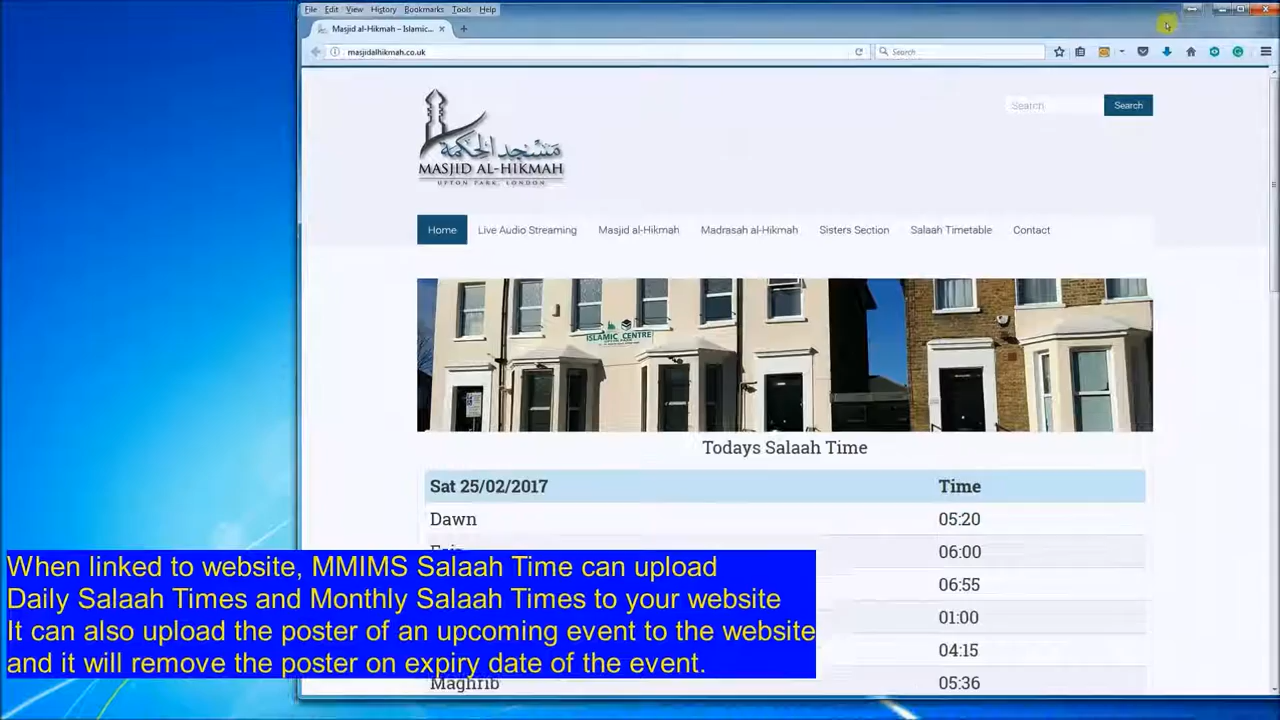 File Edit View History Bookmarks Tools Help
Masjid al-Hikmah – Islamic...
masjidalhikmah.co.uk
Search
Search
Search
مسجد الحكمة
MASJID AL-HIKMAH
UPTON PARK, LONDON
Home Live Audio Streaming Masjid al-Hikmah Madrasah al-Hikmah Sisters Section Salaah Timetable Contact
ISLAMIC CENTRE
Todays Salaah Time
Sat 25/02/2017 Time
Dawn 05:20
06:00
06:55
01:00
04:15
Maghrib 05:36
When linked to website, MMIMS Salaah Time can upload
Daily Salaah Times and Monthly Salaah Times to your website
It can also upload the poster of an upcoming event to the website
and it will remove the poster on expiry date of the event.